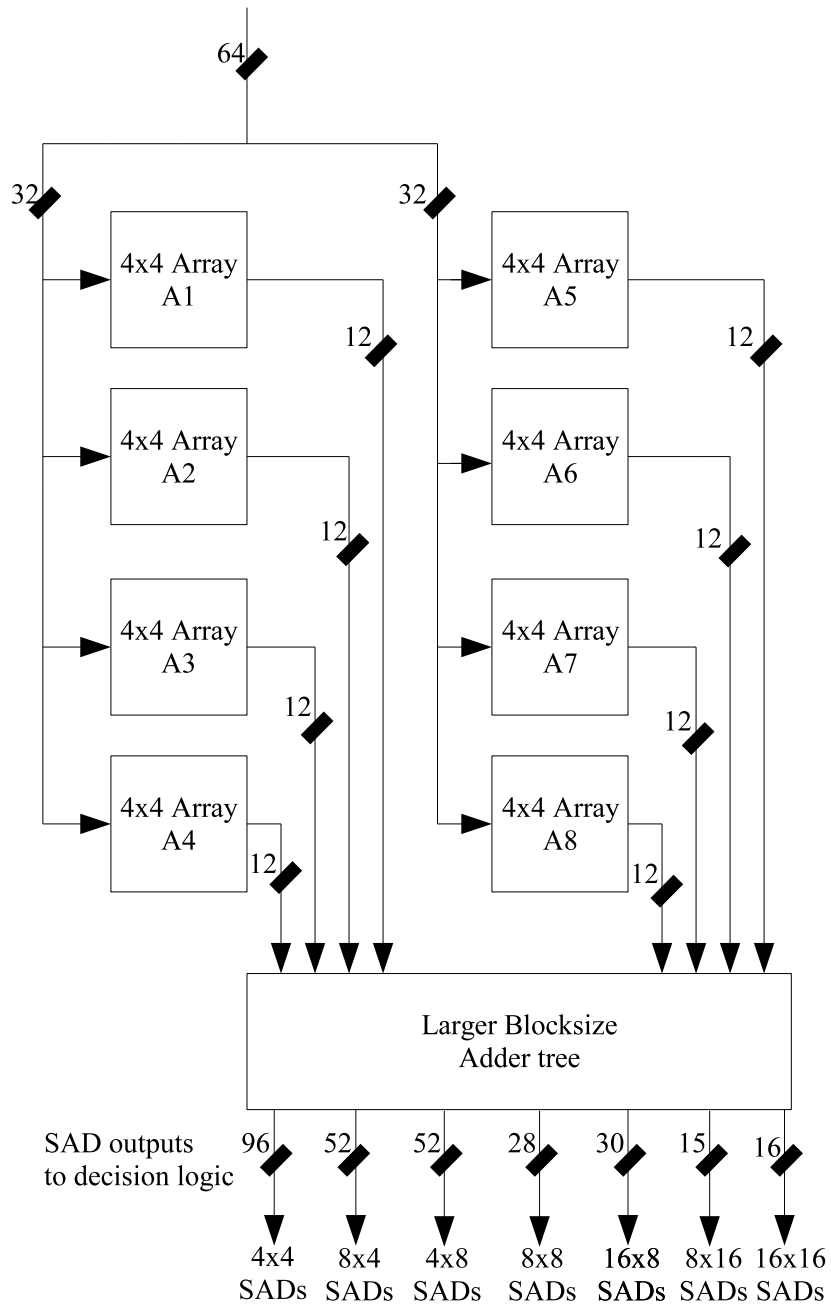 64
32
32
4x4 Array
A1
4x4 Array
A5
12
12
4x4 Array
A2
4x4 Array
A6
12
12
4x4 Array
A3
4x4 Array
A7
12
12
4x4 Array
A4
4x4 Array
A8
12
12
Larger Blocksize
Adder tree
SAD outputs
to decision logic
96
52
52
28
30
15
16
4x4
SADs
8x4
SADs
4x8
SADs
8x8
SADs
16x8
SADs
8x16
SADs
16x16
SADs